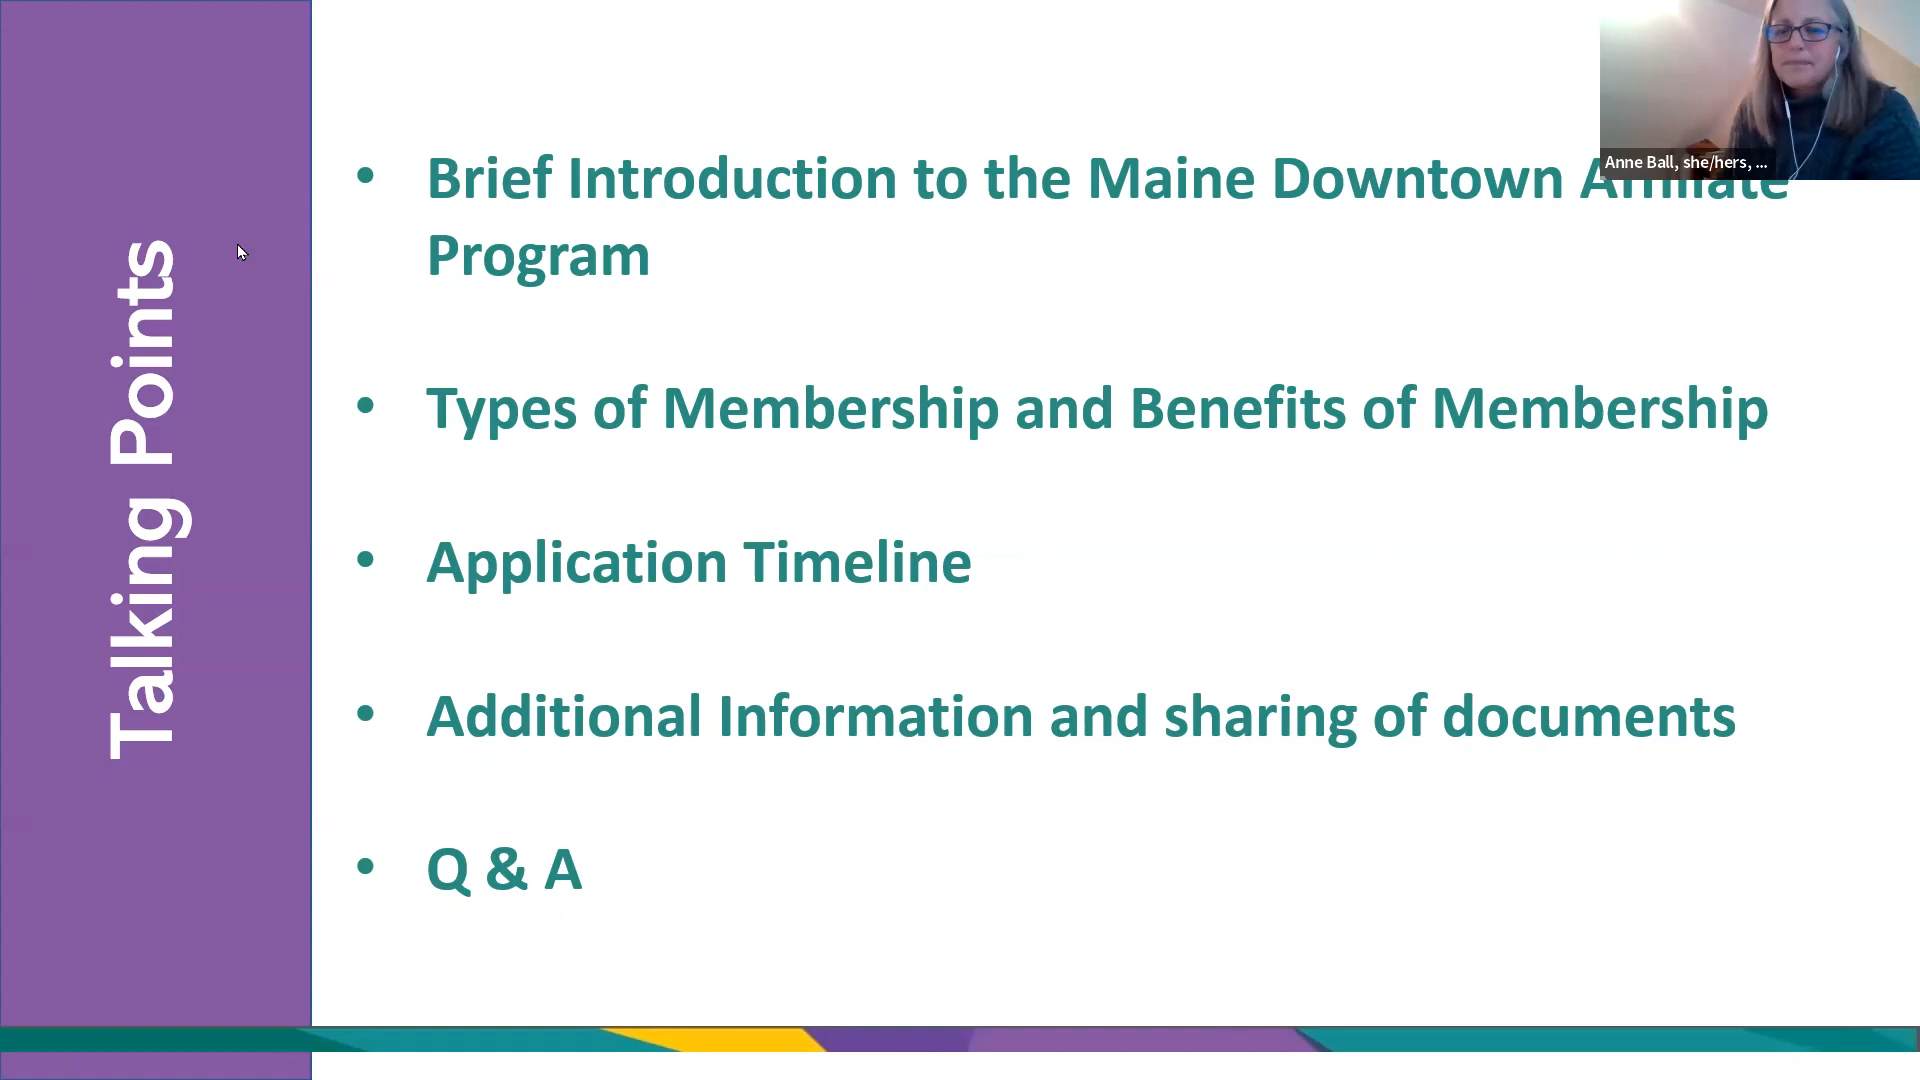 Talking Points
• Brief Introduction to the Maine Downtown Affiliate
Program
• Types of Membership and Benefits of Membership
• Application Timeline
• Additional Information and sharing of documents
• Q & A
Anne Ball, she/hers, ...